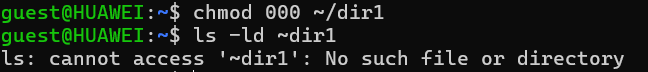 guest@HUAWEI:~$ chmod 000 ~/dir1
guest@HUAWEI:~$ ls -ld ~dir1
ls: cannot access '~dir1': No such file or directory